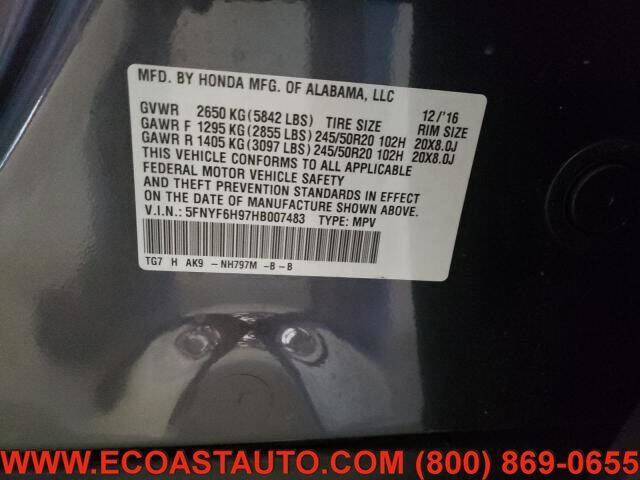 MFD. BY HONDA MFG. OF ALABAMA, LLC
GVWR 2650 KG(5842 LBS) TIRE SIZE 12/'16 RIM SIZE
GAWR F 1295 KG(2855 LBS)245/50R20 102H 20X8.0J
GAWR R 1405 KG(3097 LBS)245/50R20 102H 20X8.0J
THIS VEHICLE CONFORMS TO ALL APPLICABLE
FEDERAL MOTOR VEHICLE SAFETY
AND THEFT PREVENTION STANDARDS IN EFFECT
ON THE DATE OF MANUFACTURE SHOWN ABOVE.
V.I.N.: 5FNYF6H97HB007483 TYPE: MPV
TG7 H AK9 -NH797M -B-B
WWW.ECOASTAUTO.COM (800) 869-0655